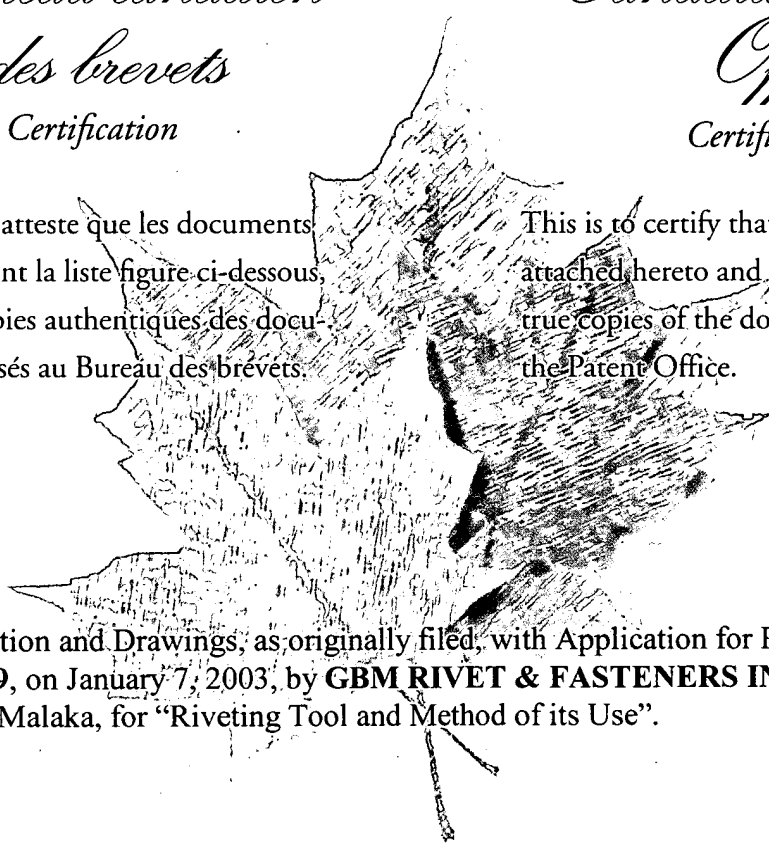 des brevets
Certification
atteste que les documents
nt la liste figure ci-dessous,
pies authentiques des docu-
sés au Bureau des brevets.
Certifi
This is to certify that
attached hereto and
true copies of the do
the Patent Office.
tion and Drawings, as originally filed, with Application for P
9, on January 7, 2003, by GBM RIVET & FASTENERS IN
Malaka, for “Riveting Tool and Method of its Use”.